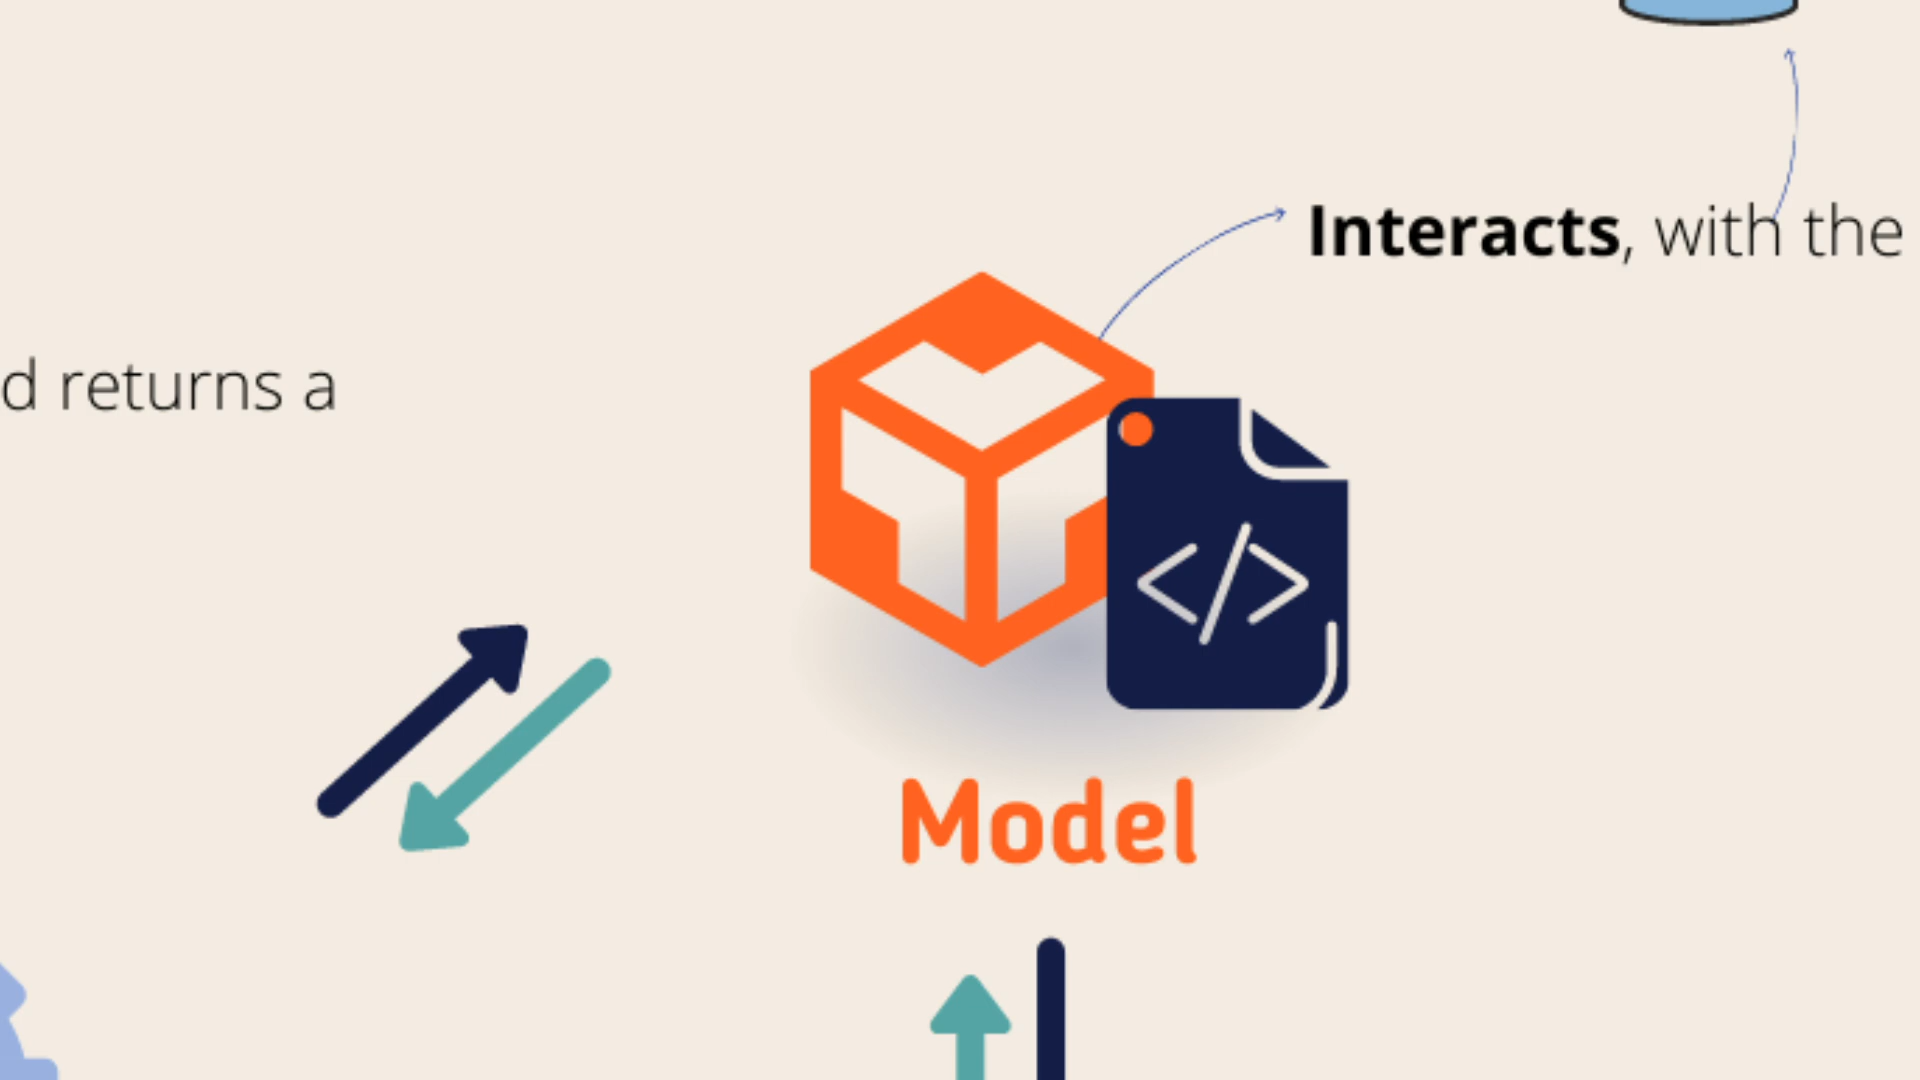 Interacts, with the
d returns a
</>
Model